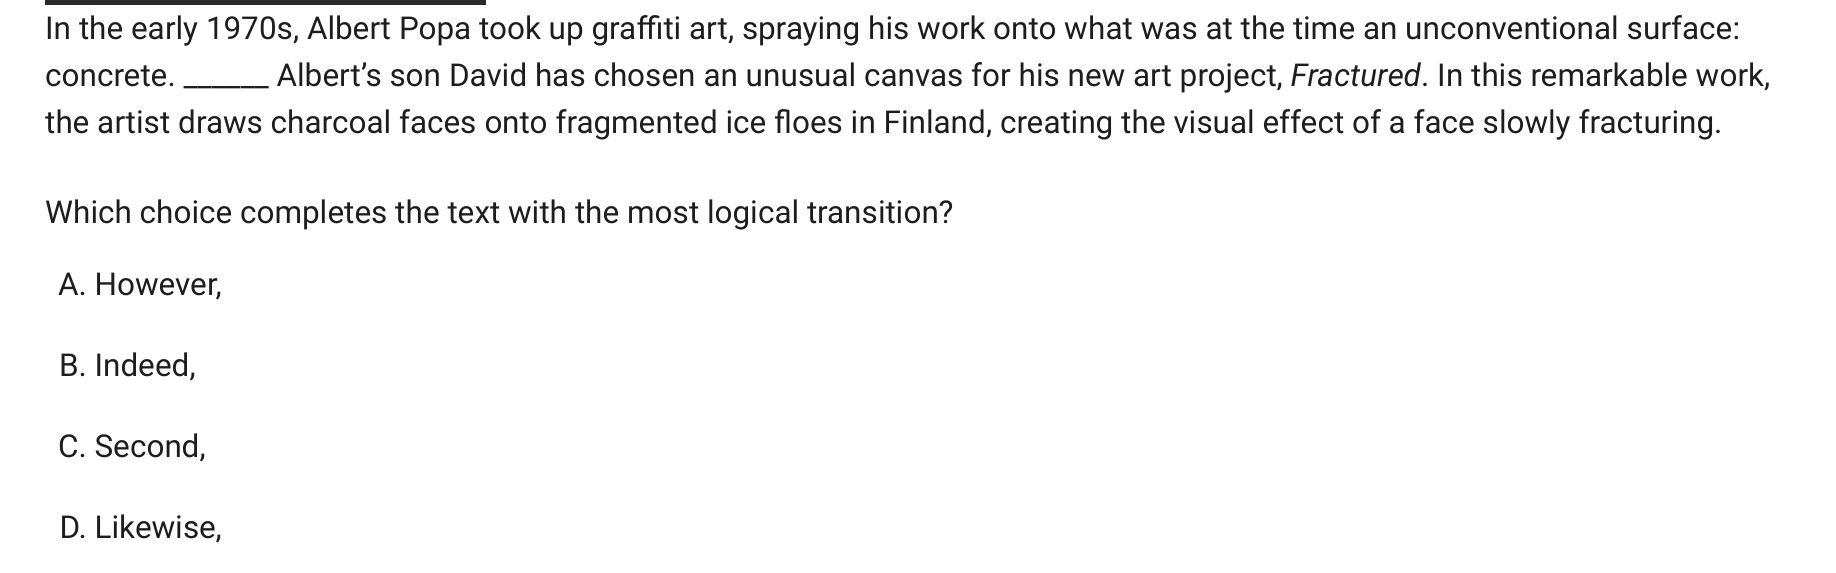 In the early 1970s, Albert Popa took up graffiti art, spraying his work onto what was at the time an unconventional surface:
concrete. ______ Albert’s son David has chosen an unusual canvas for his new art project, Fractured. In this remarkable work,
the artist draws charcoal faces onto fragmented ice floes in Finland, creating the visual effect of a face slowly fracturing.
Which choice completes the text with the most logical transition?
A. However,
B. Indeed,
C. Second,
D. Likewise,